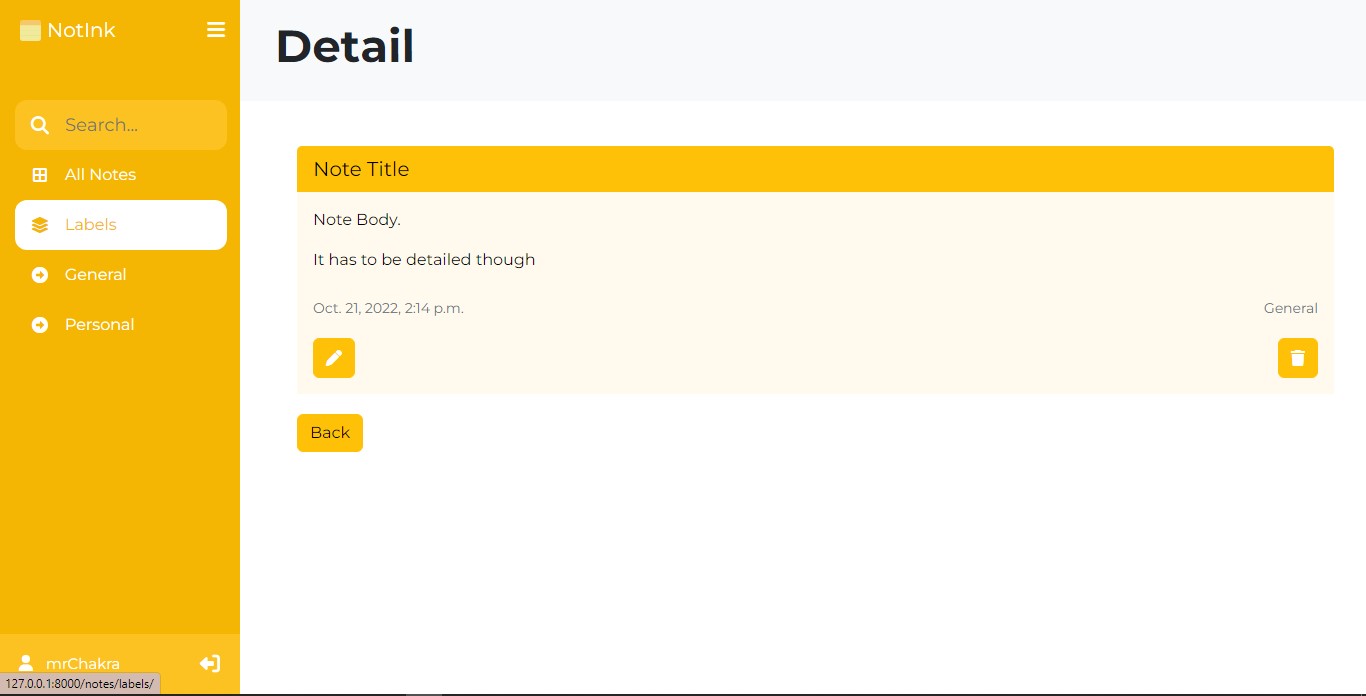 NotInk
Detail
Search...
All Notes
Labels
General
Personal
Note Title
Note Body.
It has to be detailed though
Oct. 21, 2022, 2:14 p.m.
General
Back
mrChakra
127.0.0.1:8000/notes/labels/